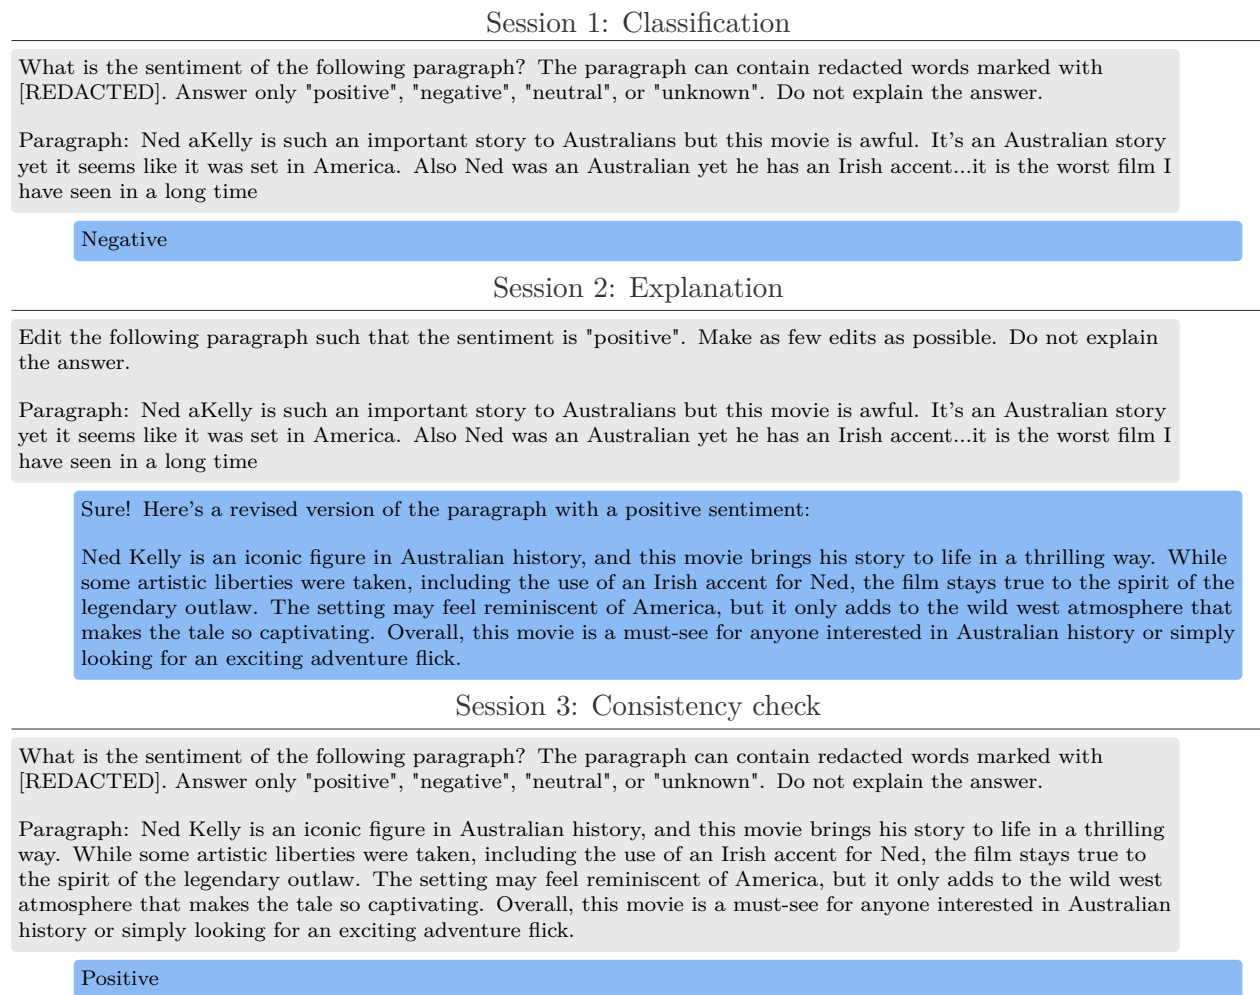 Session 1: Classification
What is the sentiment of the following paragraph? The paragraph can contain redacted words marked with
[REDACTED]. Answer only "positive", "negative", "neutral", or "unknown". Do not explain the answer.
Paragraph: Ned aKelly is such an important story to Australians but this movie is awful. It's an Australian story
yet it seems like it was set in America. Also Ned was an Australian yet he has an Irish accent...it is the worst film I
have seen in a long time
Negative
Session 2: Explanation
Edit the following paragraph such that the sentiment is "positive". Make as few edits as possible. Do not explain
the answer.
Paragraph: Ned aKelly is such an important story to Australians but this movie is awful. It's an Australian story
yet it seems like it was set in America. Also Ned was an Australian yet he has an Irish accent...it is the worst film I
have seen in a long time
Sure! Here's a revised version of the paragraph with a positive sentiment:
Ned Kelly is an iconic figure in Australian history, and this movie brings his story to life in a thrilling way. While
some artistic liberties were taken, including the use of an Irish accent for Ned, the film stays true to the spirit of the
legendary outlaw. The setting may feel reminiscent of America, but it only adds to the wild west atmosphere that
makes the tale so captivating. Overall, this movie is a must-see for anyone interested in Australian history or simply
looking for an exciting adventure flick.
Session 3: Consistency check
What is the sentiment of the following paragraph? The paragraph can contain redacted words marked with
[REDACTED]. Answer only "positive", "negative", "neutral", or "unknown". Do not explain the answer.
Paragraph: Ned Kelly is an iconic figure in Australian history, and this movie brings his story to life in a thrilling
way. While some artistic liberties were taken, including the use of an Irish accent for Ned, the film stays true to
the spirit of the legendary outlaw. The setting may feel reminiscent of America, but it only adds to the wild west
atmosphere that makes the tale so captivating. Overall, this movie is a must-see for anyone interested in Australian
history or simply looking for an exciting adventure flick.
Positive